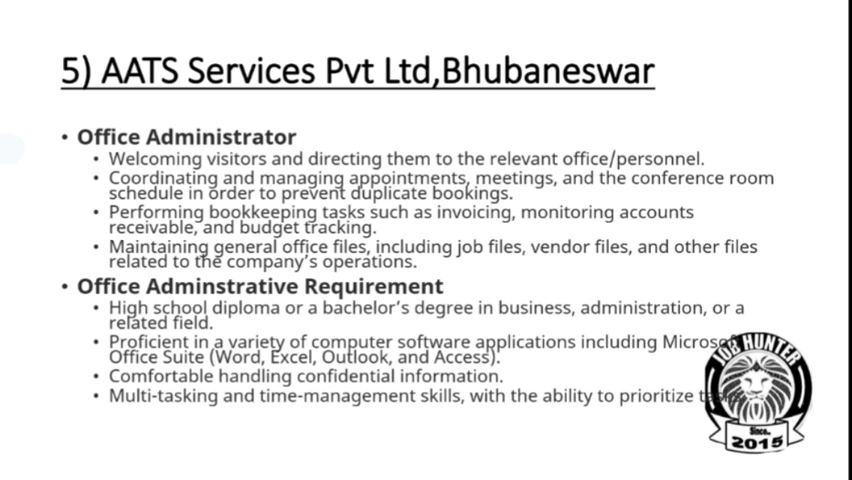 5) AATS Services Pvt Ltd,Bhubaneswar
• Office Administrator
• Welcoming visitors and directing them to the relevant office/personnel.
• Coordinating and managing appointments, meetings, and the conference room
schedule in order to prevent duplicate bookings.
• Performing bookkeeping tasks such as invoicing, monitoring accounts
receivable, and budget tracking.
• Maintaining general office files, including job files, vendor files, and other files
related to the company's operations.
• Office Adminstrative Requirement
• High school diploma or a bachelor's degree in business, administration, or a
related field.
• Proficient in a variety of computer software applications including Microsoft
Office Suite (Word, Excel, Outlook, and Access).
• Comfortable handling confidential information.
• Multi-tasking and time-management skills, with the ability to prioritize tasks.
JOB HUNTER
Since..
2015